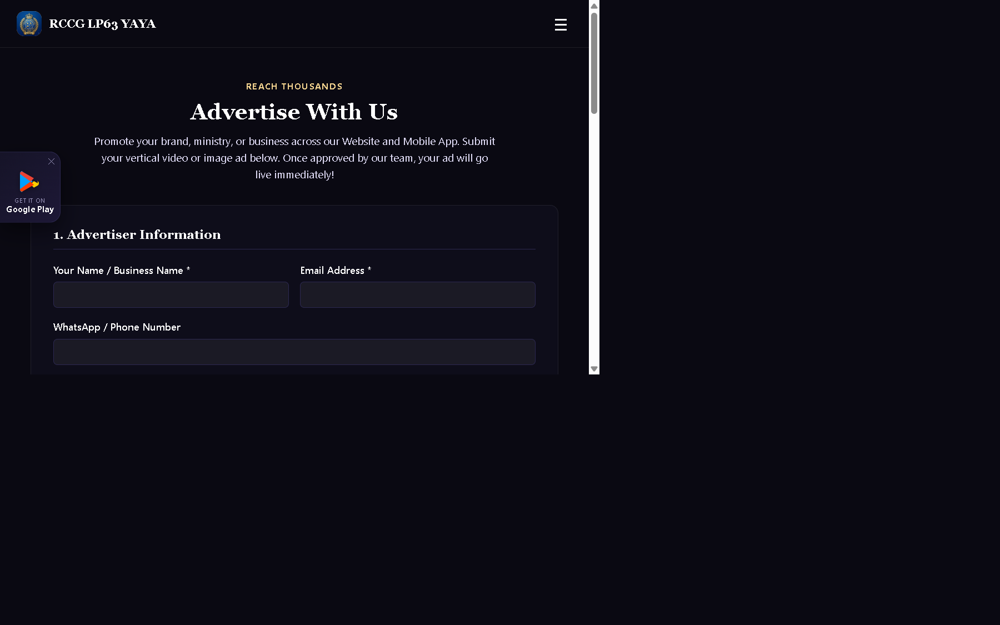 RCCG LP63 YAYA
REACH THOUSANDS
Advertise With Us
Promote your brand, ministry, or business across our Website and Mobile App. Submit
your vertical video or image ad below. Once approved by our team, your ad will go
live immediately!
GET IT ON
Google Play
1. Advertiser Information
Your Name / Business Name *
Email Address *
WhatsApp / Phone Number